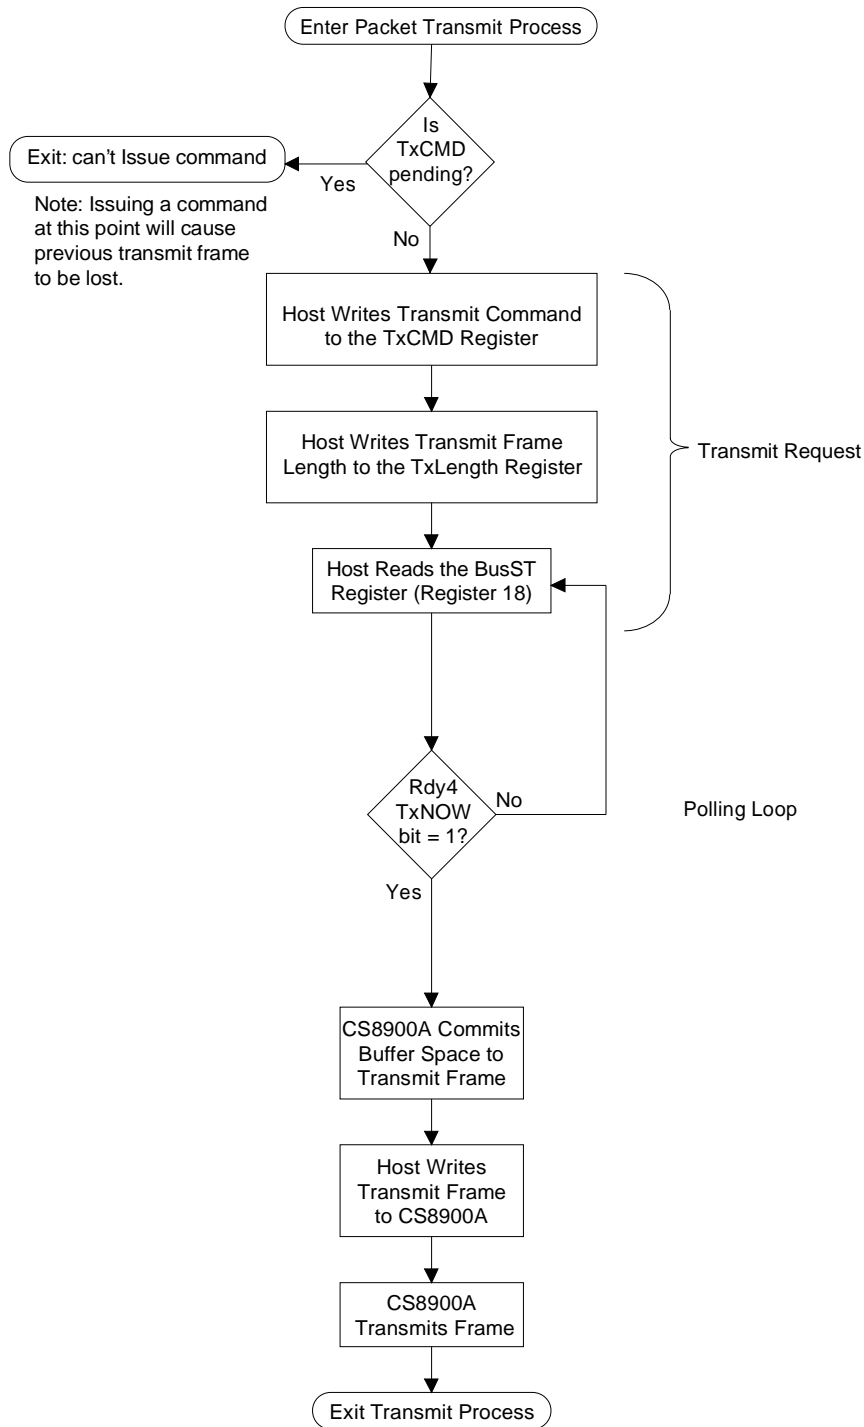 Enter Packet Transmit Process
Is
TxCMD
pending?
Exit: can't Issue command
Yes
Note: Issuing a command
at this point will cause
previous transmit frame
to be lost.
No
Host Writes Transmit Command
to the TxCMD Register
Host Writes Transmit Frame
Length to the TxLength Register
Transmit Request
Host Reads the BusST
Register (Register 18)
Rdy4
TxNOW
bit = 1?
No
Polling Loop
Yes
CS8900A Commits
Buffer Space to
Transmit Frame
Host Writes
Transmit Frame
to CS8900A
CS8900A
Transmits Frame
Exit Transmit Process